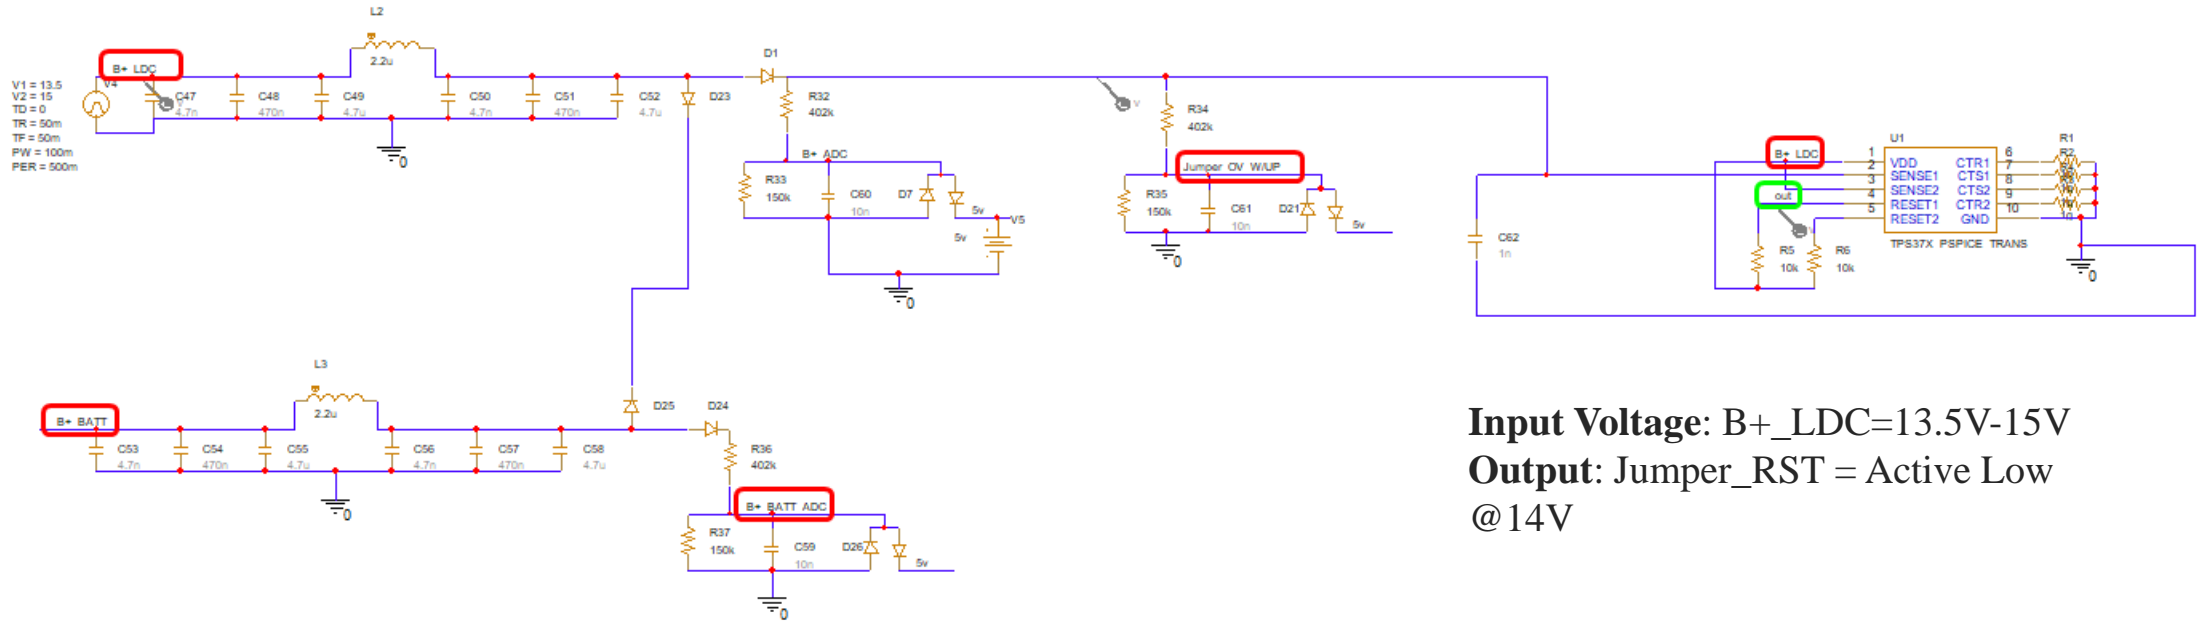 L2
2.2u
B+ LDC
V4
V1 = 13.5
V2 = 15
TD = 0
TR = 50m
TF = 50m
PW = 100m
PER = 500m
C47
4.7n
C48
470n
C49
4.7u
C50
4.7n
C51
470n
C52
4.7u
D23
0
D1
R32
402k
B+ ADC
R33
150k
C60
10n
D7
5v
V5
5v
0
V
R34
402k
Jumper OV W/UP
R35
150k
C61
10n
D21
5v
0
C62
1n
B+ LDC
out
V
R5
10k
R6
10k
U1
1
2
3
4
5
VDD
SENSE1
SENSE2
RESET1
RESET2
CTR1
CTS1
CTS2
CTR2
GND
6
7
8
9
10
TPS37X PSPICE TRANS
R1
R2
0
L3
2.2u
B+ BATT
C53
4.7n
C54
470n
C55
4.7u
C56
4.7n
C57
470n
C58
4.7u
0
D25
D24
R36
402k
B+ BATT ADC
R37
150k
C59
10n
D26
5v
0
Input Voltage: B+_LDC=13.5V-15V
Output: Jumper_RST = Active Low
@14V